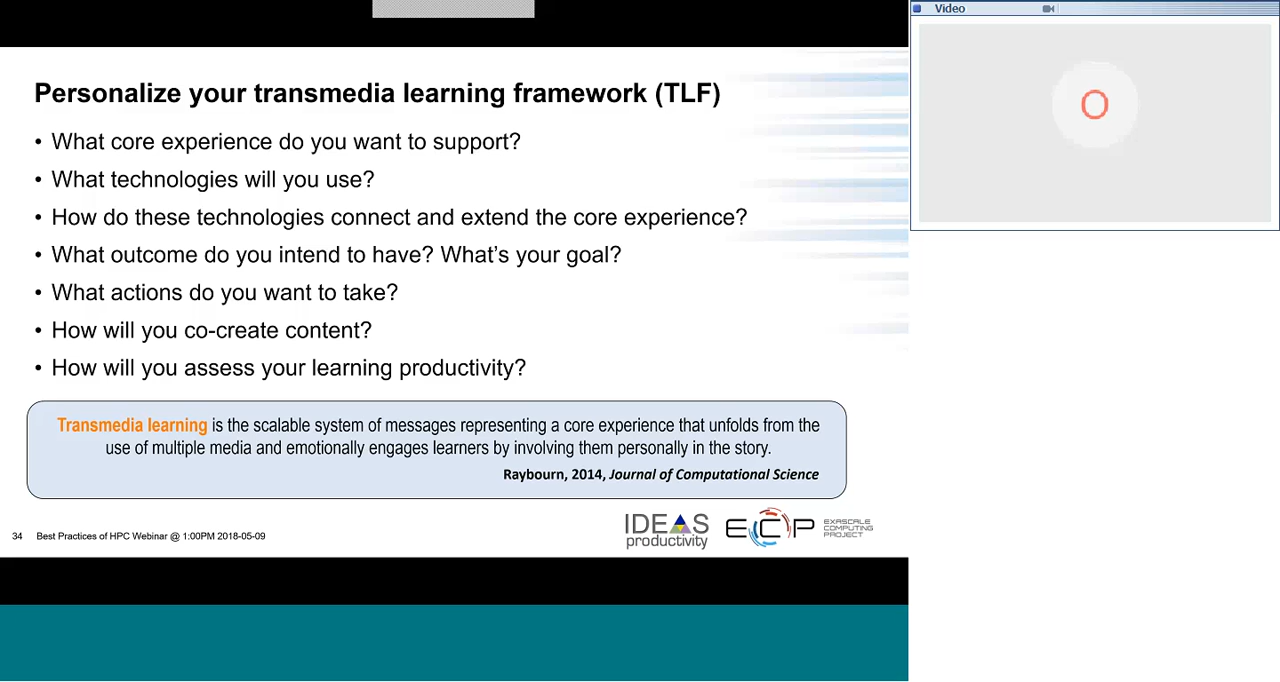 Video
O
Personalize your transmedia learning framework (TLF)
• What core experience do you want to support?
• What technologies will you use?
• How do these technologies connect and extend the core experience?
• What outcome do you intend to have? What’s your goal?
• What actions do you want to take?
• How will you co-create content?
• How will you assess your learning productivity?
Transmedia learning is the scalable system of messages representing a core experience that unfolds from the
use of multiple media and emotionally engages learners by involving them personally in the story.
Raybourn, 2014, Journal of Computational Science
34 Best Practices of HPC Webinar @ 1:00PM 2018-05-09
IDEAS
productivity
ECP
EXASCALE
COMPUTING
PROJECT